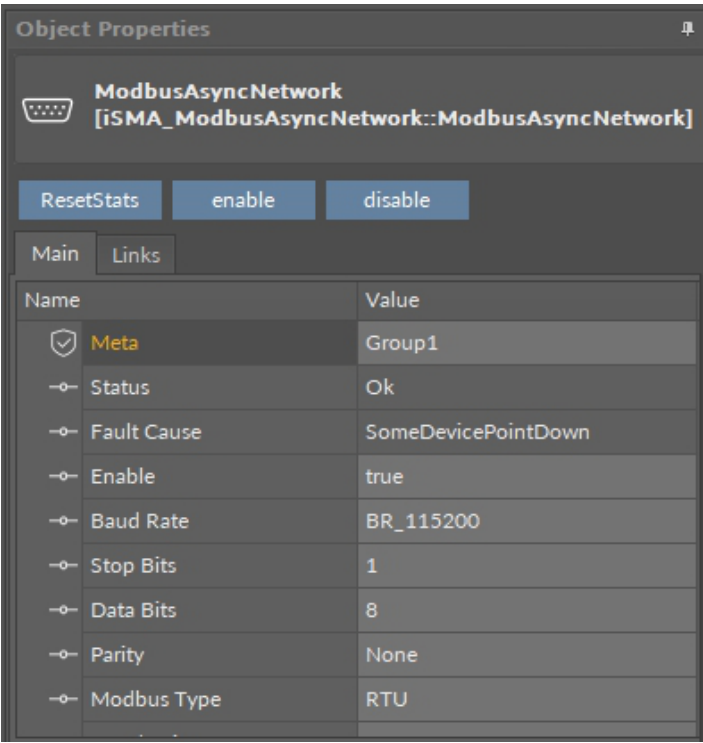 Object Properties
ModbusAsyncNetwork
[iSMA_ModbusAsyncNetwork::ModbusAsyncNetwork]
ResetStats enable disable
Main Links
Name Value
Meta Group1
Status Ok
Fault Cause SomeDevicePointDown
Enable true
Baud Rate BR_115200
Stop Bits 1
Data Bits 8
Parity None
Modbus Type RTU